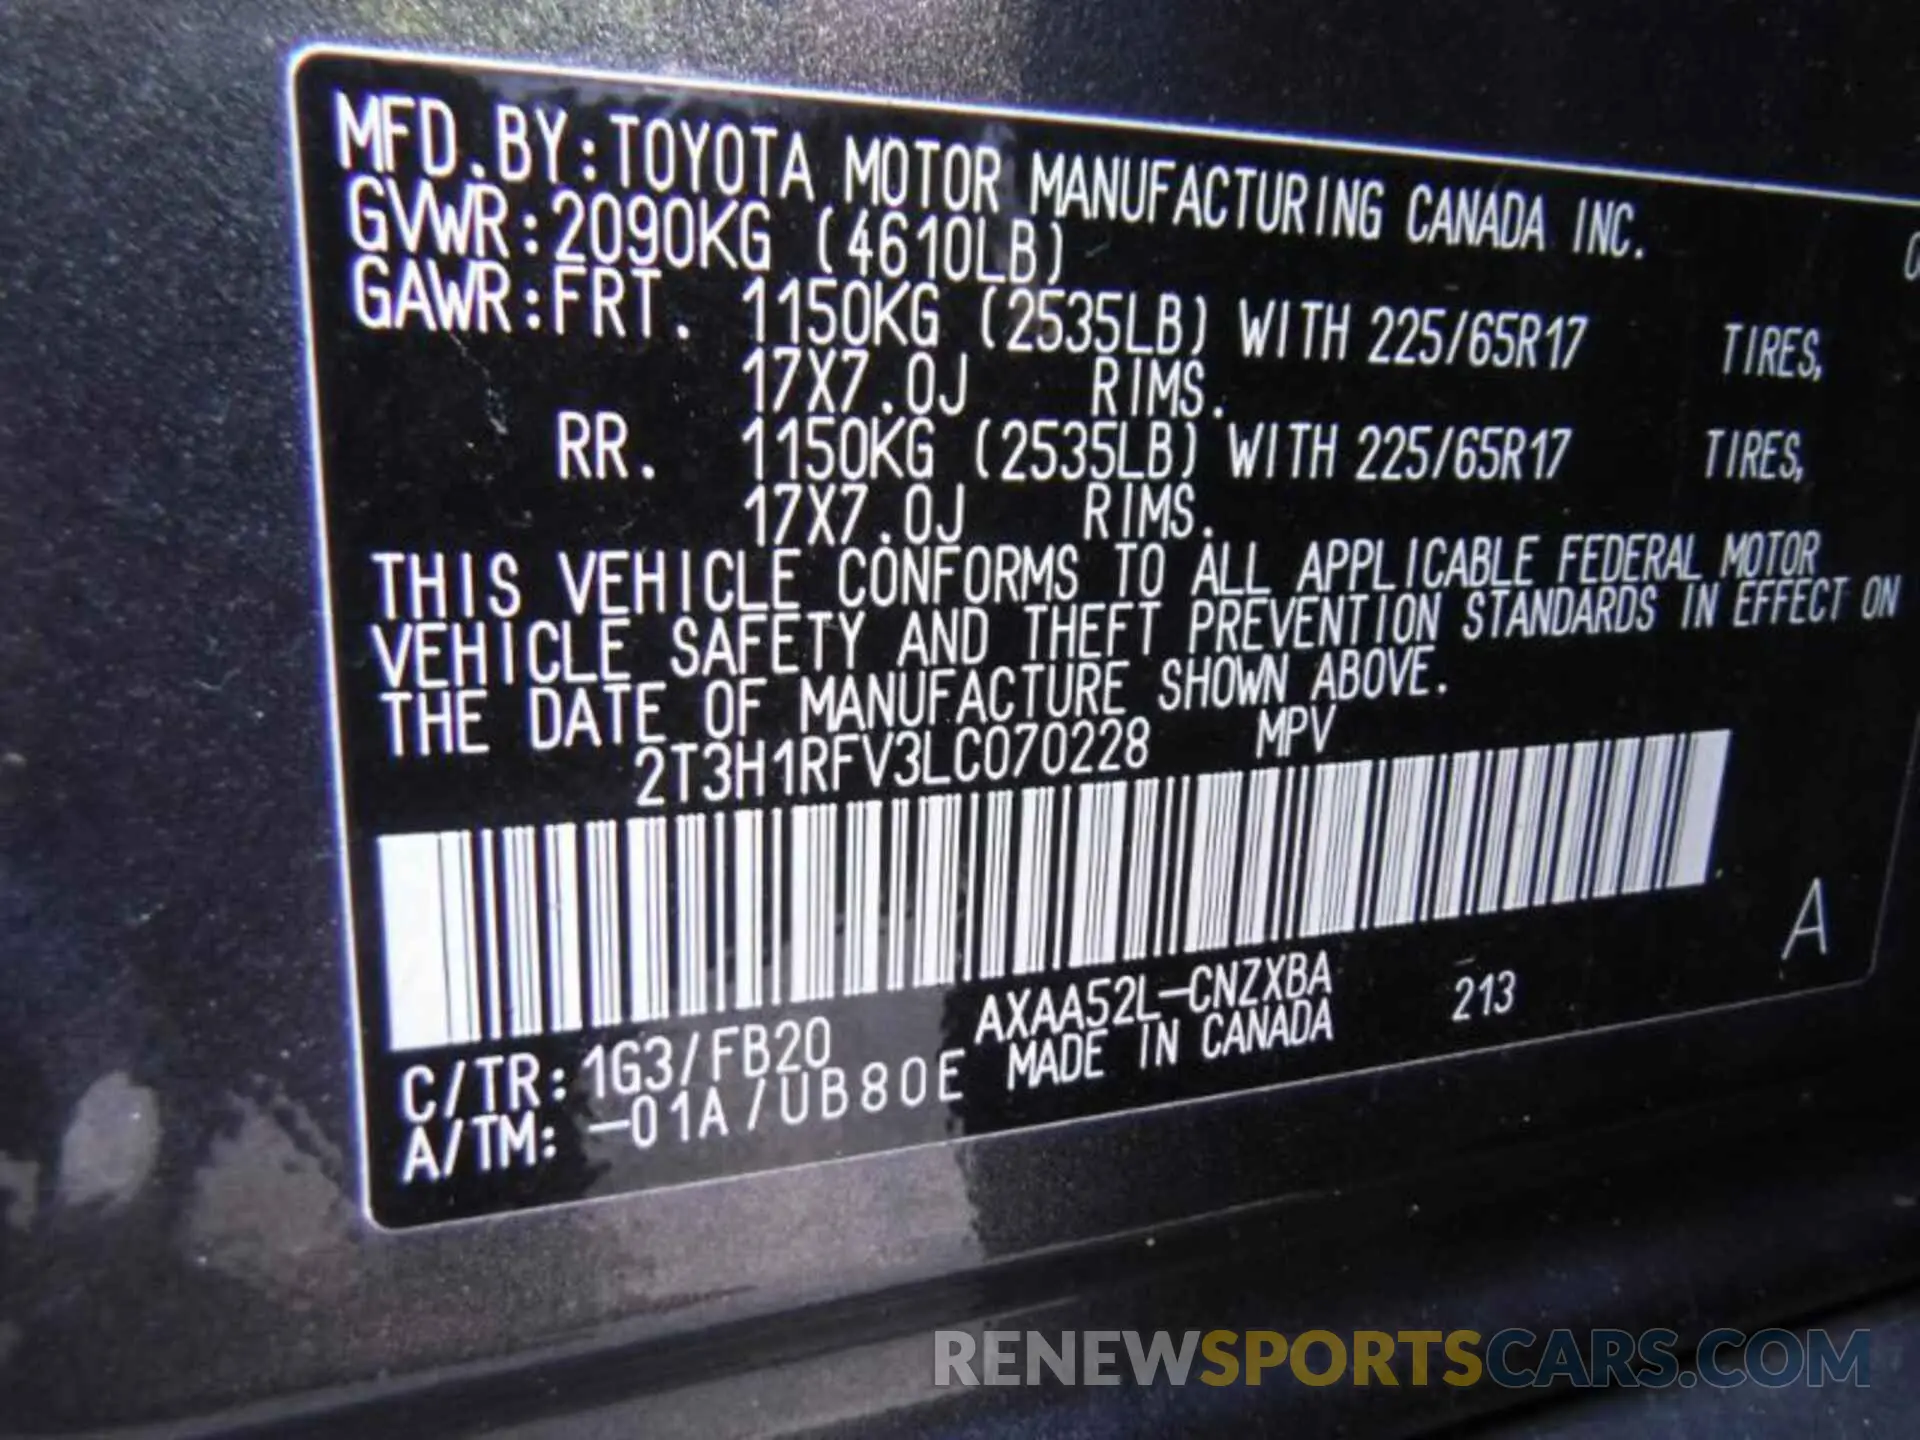 MFD.BY:TOYOTA MOTOR MANUFACTURING CANADA INC.
GVWR:2090KG (4610LB)
GAWR:FRT. 1150KG (2535LB) WITH 225/65R17 TIRES,
17X7.0J RIMS.
RR. 1150KG (2535LB) WITH 225/65R17 TIRES,
17X7.0J RIMS.
THIS VEHICLE CONFORMS TO ALL APPLICABLE FEDERAL MOTOR
VEHICLE SAFETY AND THEFT PREVENTION STANDARDS IN EFFECT ON
THE DATE OF MANUFACTURE SHOWN ABOVE.
2T3H1RFV3LC070228 MPV
A
AXAA52L-CNZXBA 213
C/TR:1G3/FB20 MADE IN CANADA
A/TM:-01A/UB80E
RENEWSPORTSCARS.COM